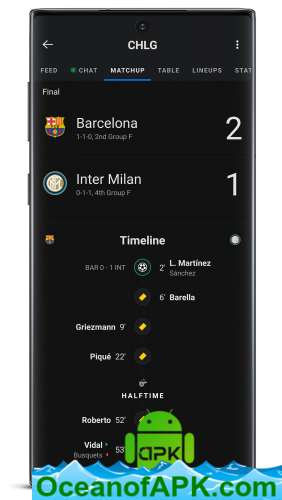 CHLG
FEED CHAT MATCHUP TABLE LINEUPS STAT
Final
Barcelona 2
1-1-0, 2nd Group F
Inter Milan 1
0-1-1, 4th Group F
Timeline
BAR 0 - 1 INT 2' L. Martínez
Sánchez
6' Barella
Griezmann 9'
Piqué 22'
HALFTIME
Roberto 52'
Vidal 53'
Busquets
APK
OceanofAPK.com